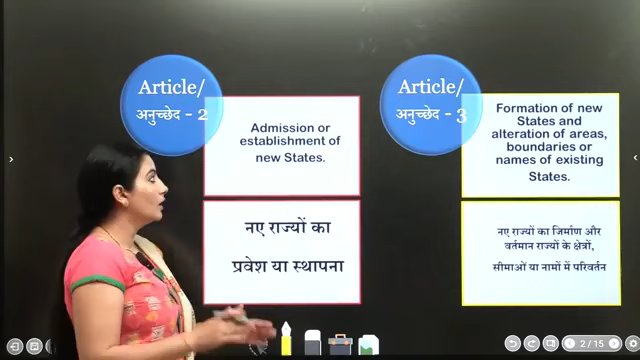 Article/
अनुच्छेद - 2
Admission or
establishment of
new States.
नए राज्यों का
प्रवेश या स्थापना
Article/
अनुच्छेद - 3
Formation of new
States and
alteration of areas,
boundaries or
names of existing
States.
नए राज्यों का जिर्माण और
वर्तमान राज्यों के क्षेत्रों,
सीमाओं या नामों में परिवर्तन
2 / 15